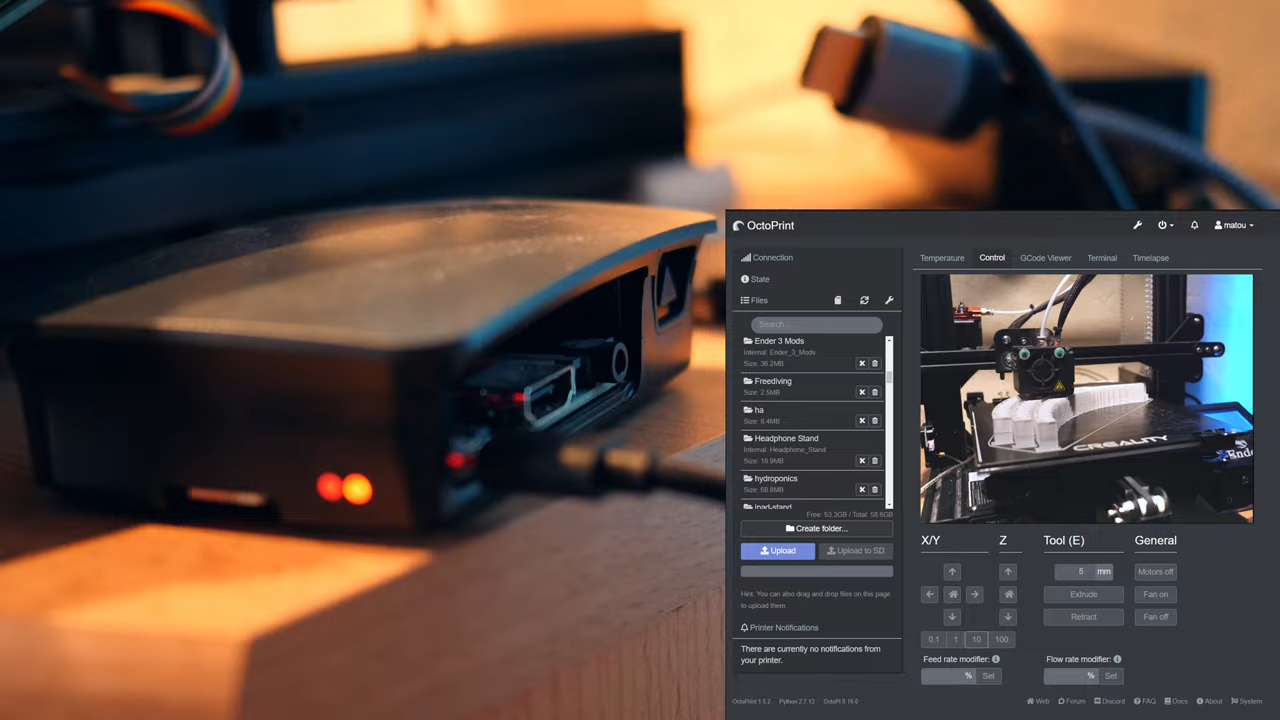 OctoPrint
matou
Connection
State
Files
Search...
Ender 3 Mods
Internal: Ender_3_Mods
Size: 36.2MB
Freediving
Size: 2.5MB
ha
Size: 8.4MB
Headphone Stand
Internal: Headphone_Stand
Size: 18.9MB
hydroponics
Size: 68.8MB
ipad-stand
Free: 53.3GB / Total: 58.6GB
Create folder...
Upload
Upload to SD
Hint: You can also drag and drop files on this page
to upload them.
Printer Notifications
There are currently no notifications from
your printer.
Temperature
Control
GCode Viewer
Terminal
Timelapse
CREALITY
Ende
X/Y
Z
Tool (E)
General
5 mm
Motors off
Extrude
Fan on
Retract
Fan off
0.1 1 10 100
Feed rate modifier:
Flow rate modifier:
% Set
% Set
OctoPrint 1.5.2 Python 2.7.13 OctoPi 0.16.0
Web Forum Discord FAQ Docs About System